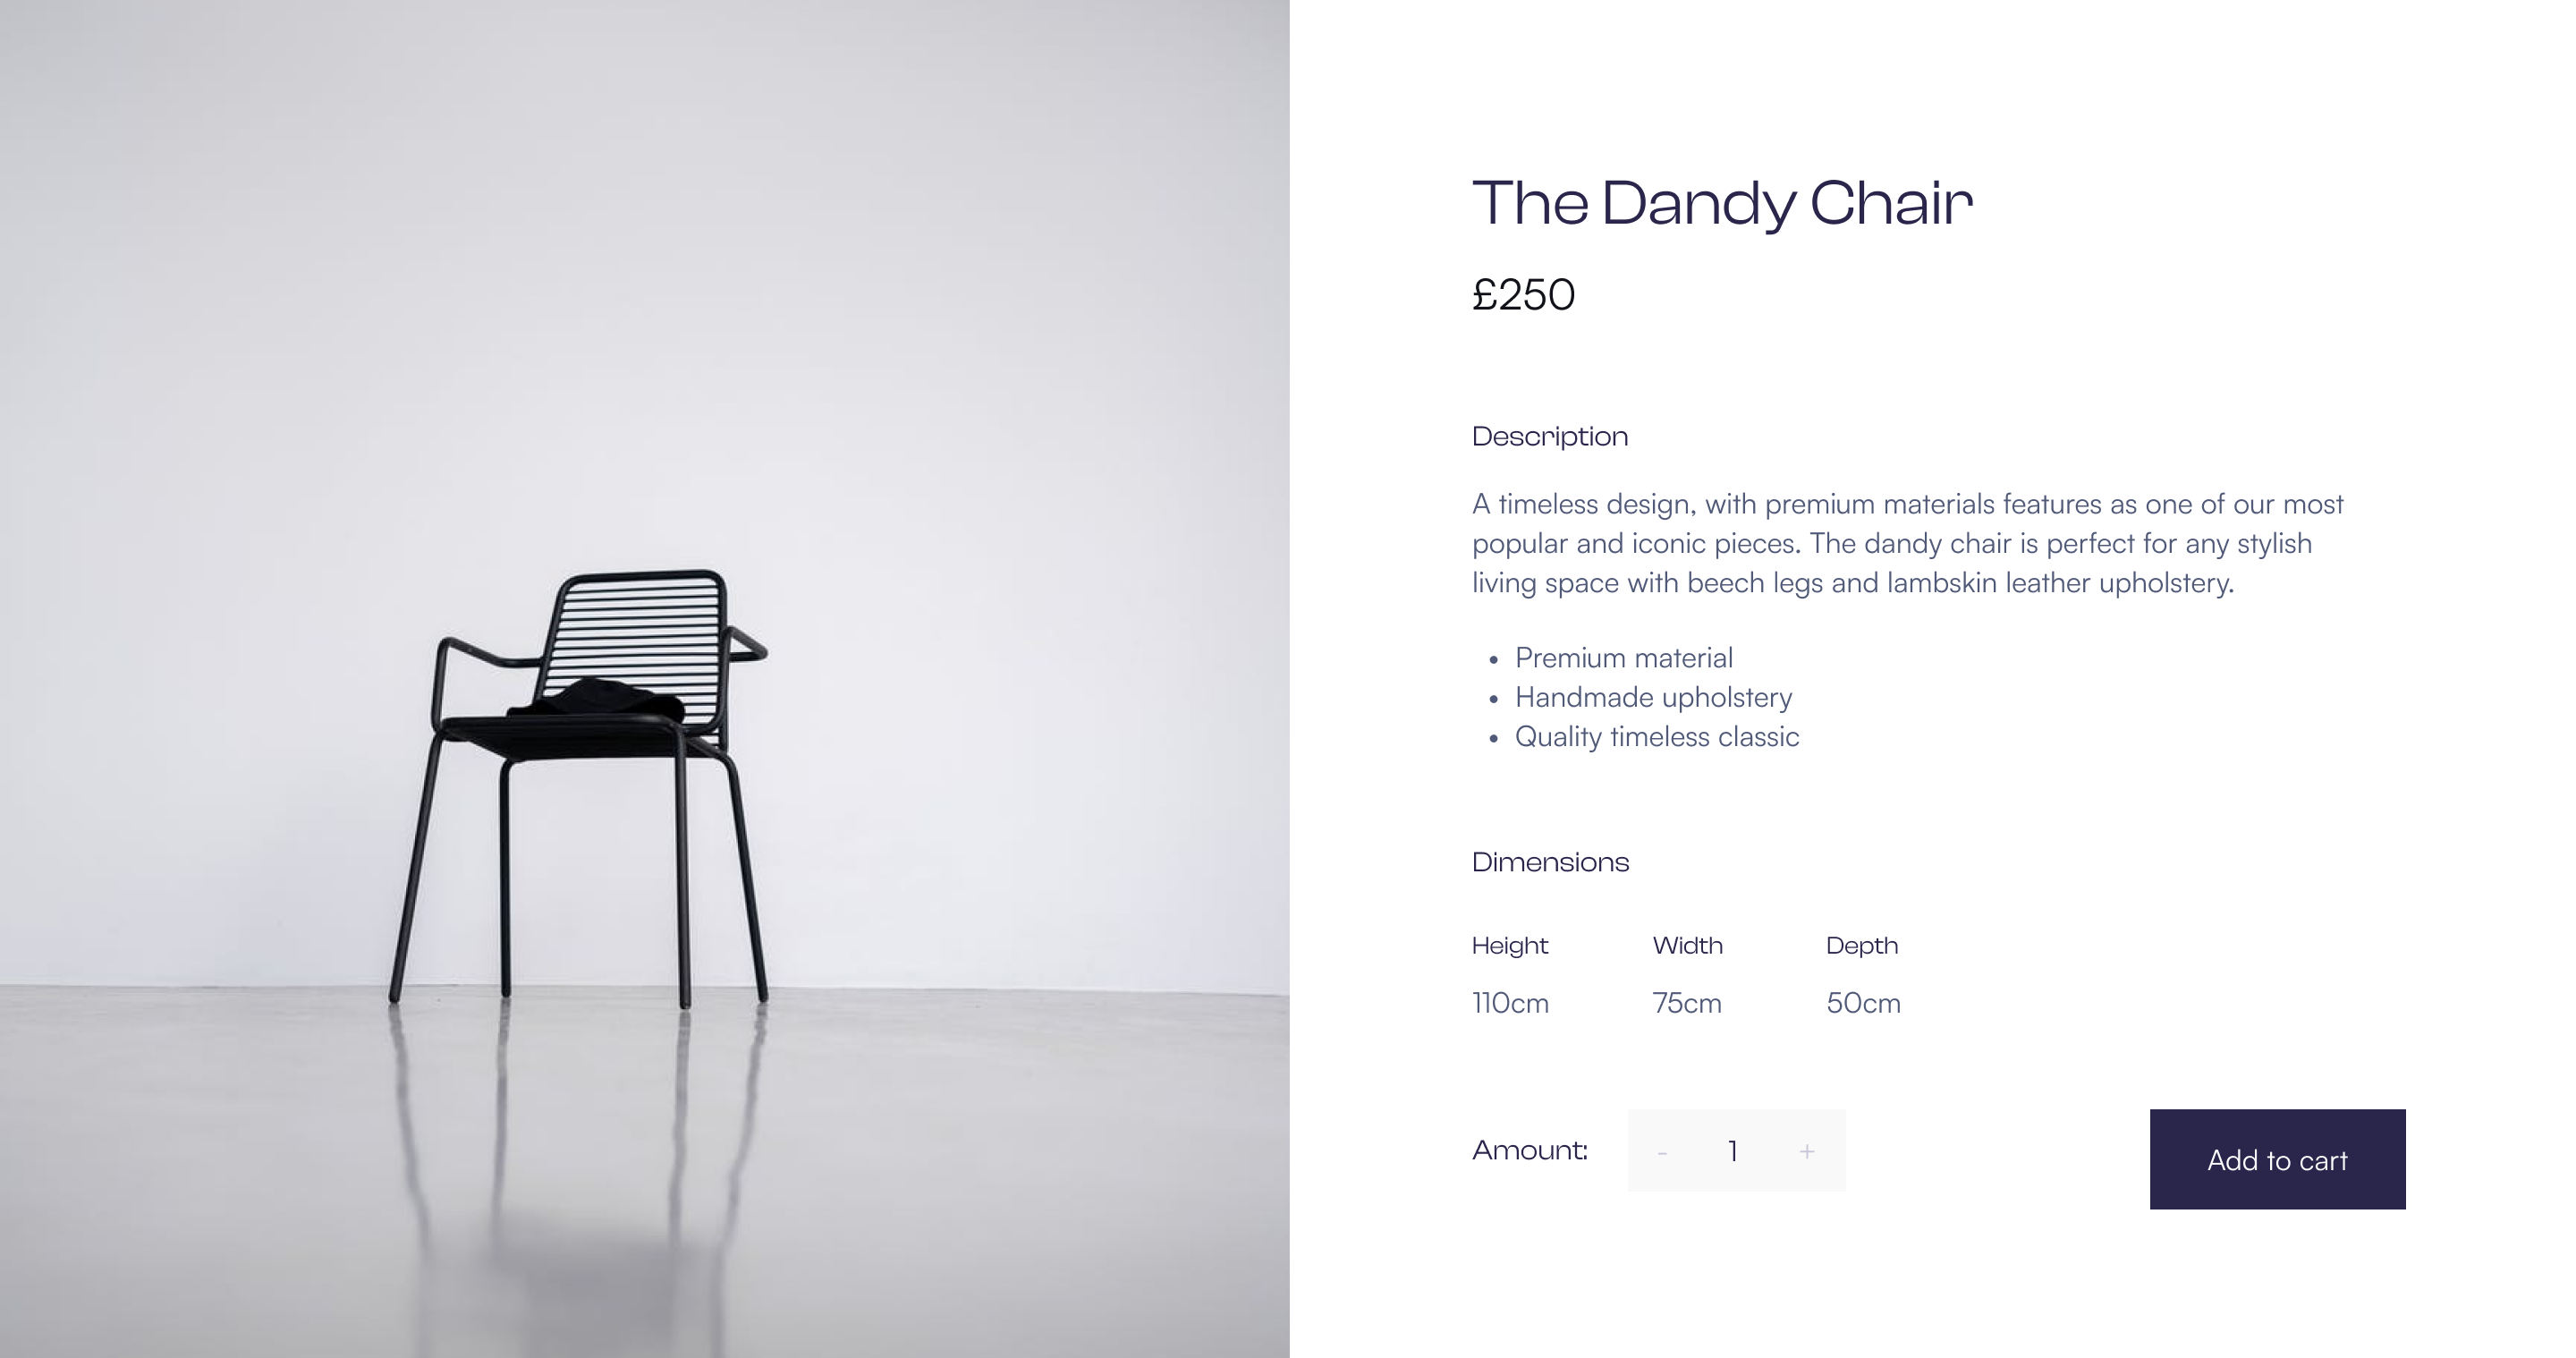 The Dandy Chair
£250
Description
A timeless design, with premium materials features as one of our most
popular and iconic pieces. The dandy chair is perfect for any stylish
living space with beech legs and lambskin leather upholstery.
• Premium material
• Handmade upholstery
• Quality timeless classic
Dimensions
Height Width Depth
110cm 75cm 50cm
Amount: - 1 + Add to cart